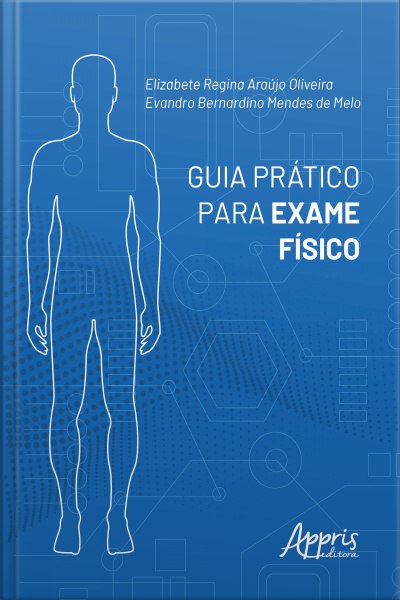 Elizabete Regina Araújo Oliveira
Evandro Bernardino Mendes de Melo
GUIA PRÁTICO
PARA EXAME
FÍSICO
Appris
editora